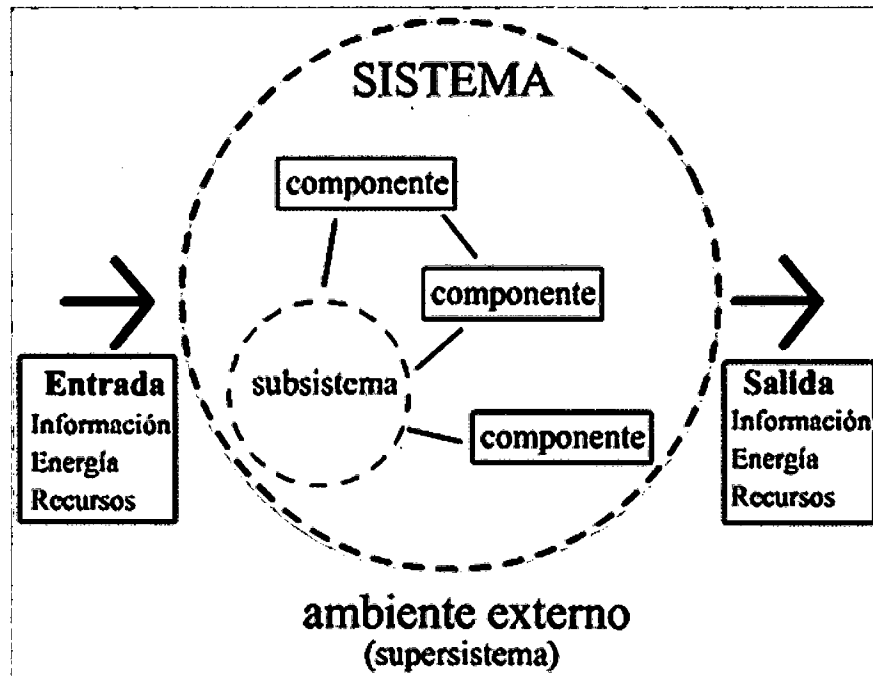 SISTEMA
componente
componente
subsistema
componente
Entrada
Información
Energía
Recursos
Salida
Información
Energía
Recursos
ambiente externo
(supersistema)